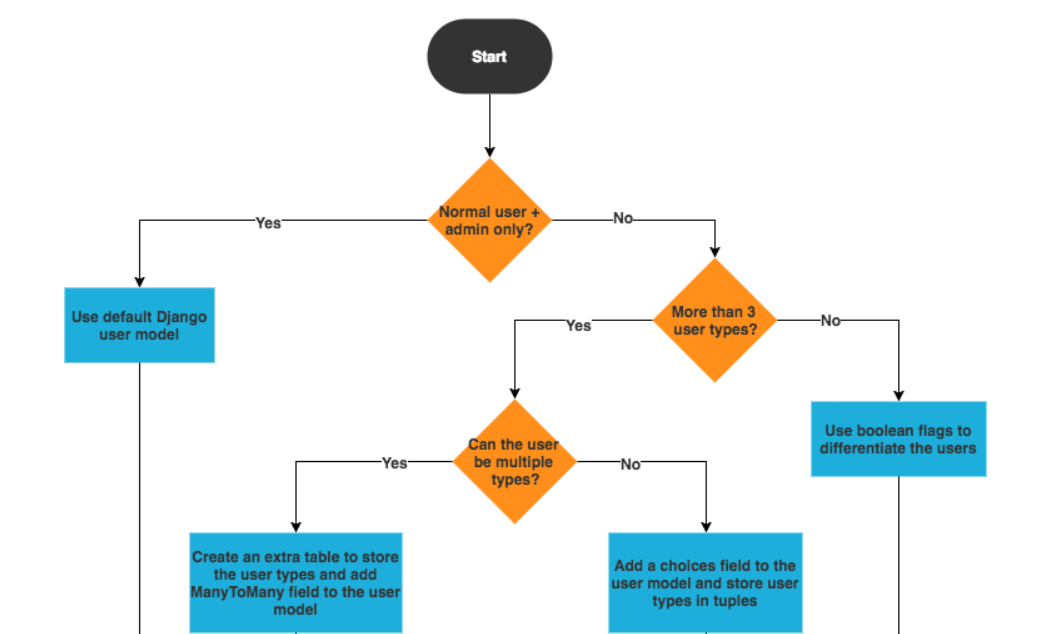 Start
Normal user +
admin only?
Yes
No
Use default Django
user model
More than 3
user types?
Yes
No
Use boolean flags to
differentiate the users
Can the user
be multiple
types?
Yes
No
Create an extra table to store
the user types and add
ManyToMany field to the user
model
Add a choices field to the
user model and store user
types in tuples